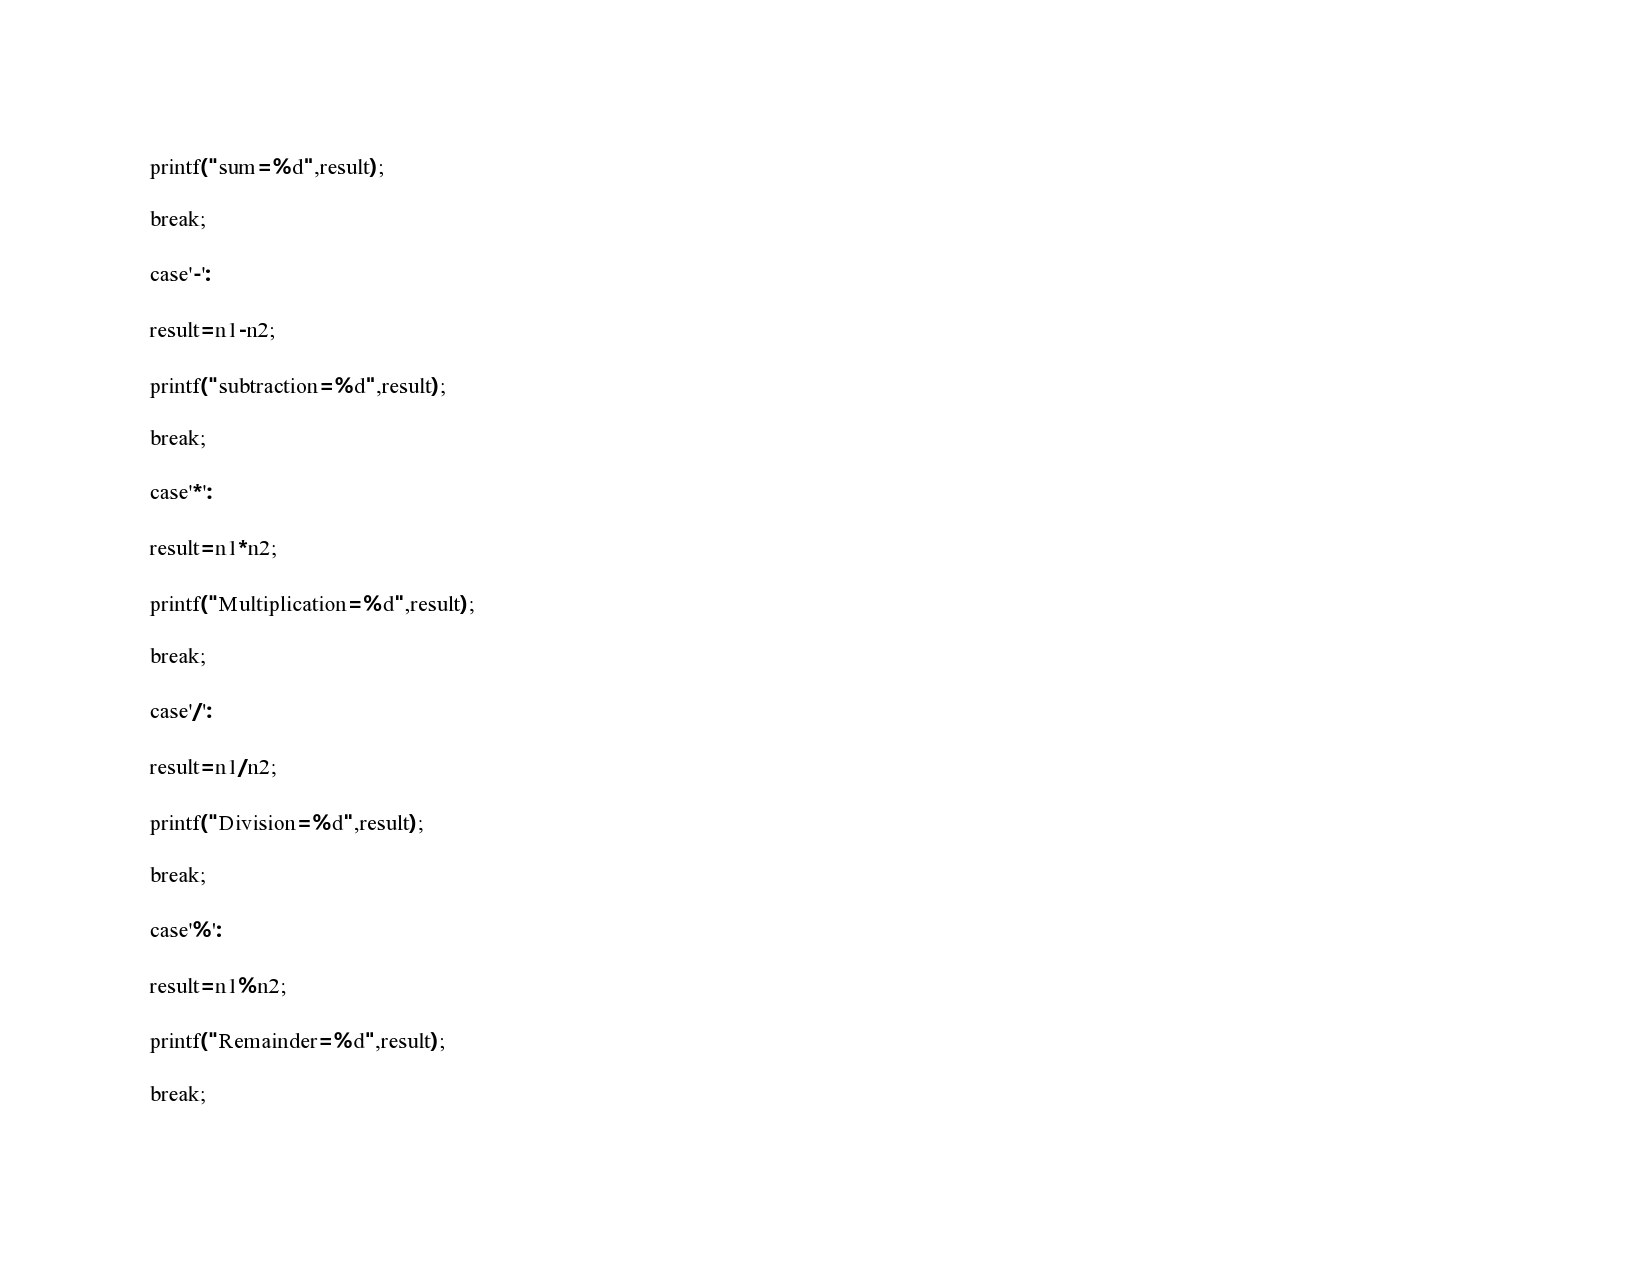 printf("sum=%d",result);
break;
case'-':
result=n1-n2;
printf("subtraction=%d",result);
break;
case'*':
result=n1*n2;
printf("Multiplication=%d",result);
break;
case'/':
result=n1/n2;
printf("Division=%d",result);
break;
case'%':
result=n1%n2;
printf("Remainder=%d",result);
break;